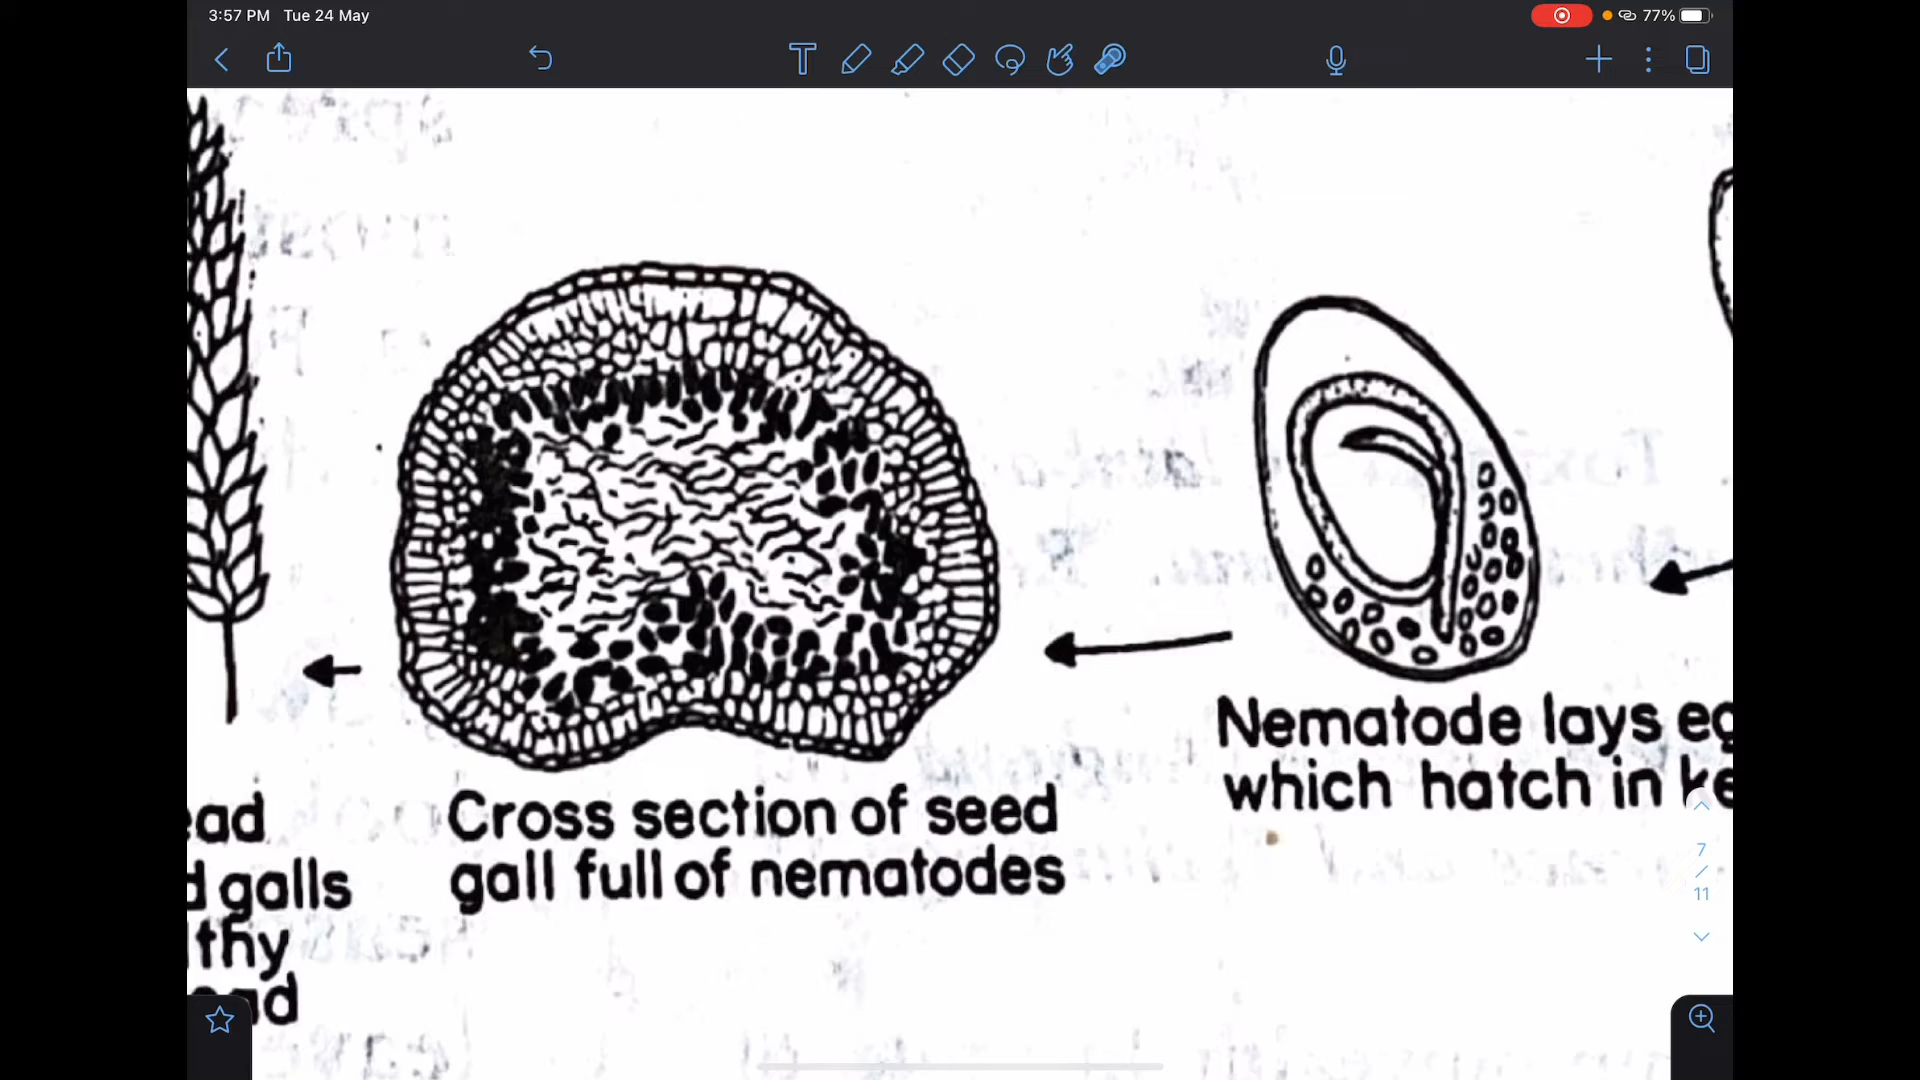 3:57 PM Tue 24 May
77%
Nematode lays eg
which hatch in ke
Cross section of seed
gall full of nematodes
ead
d galls
thy
ad
7
/
11